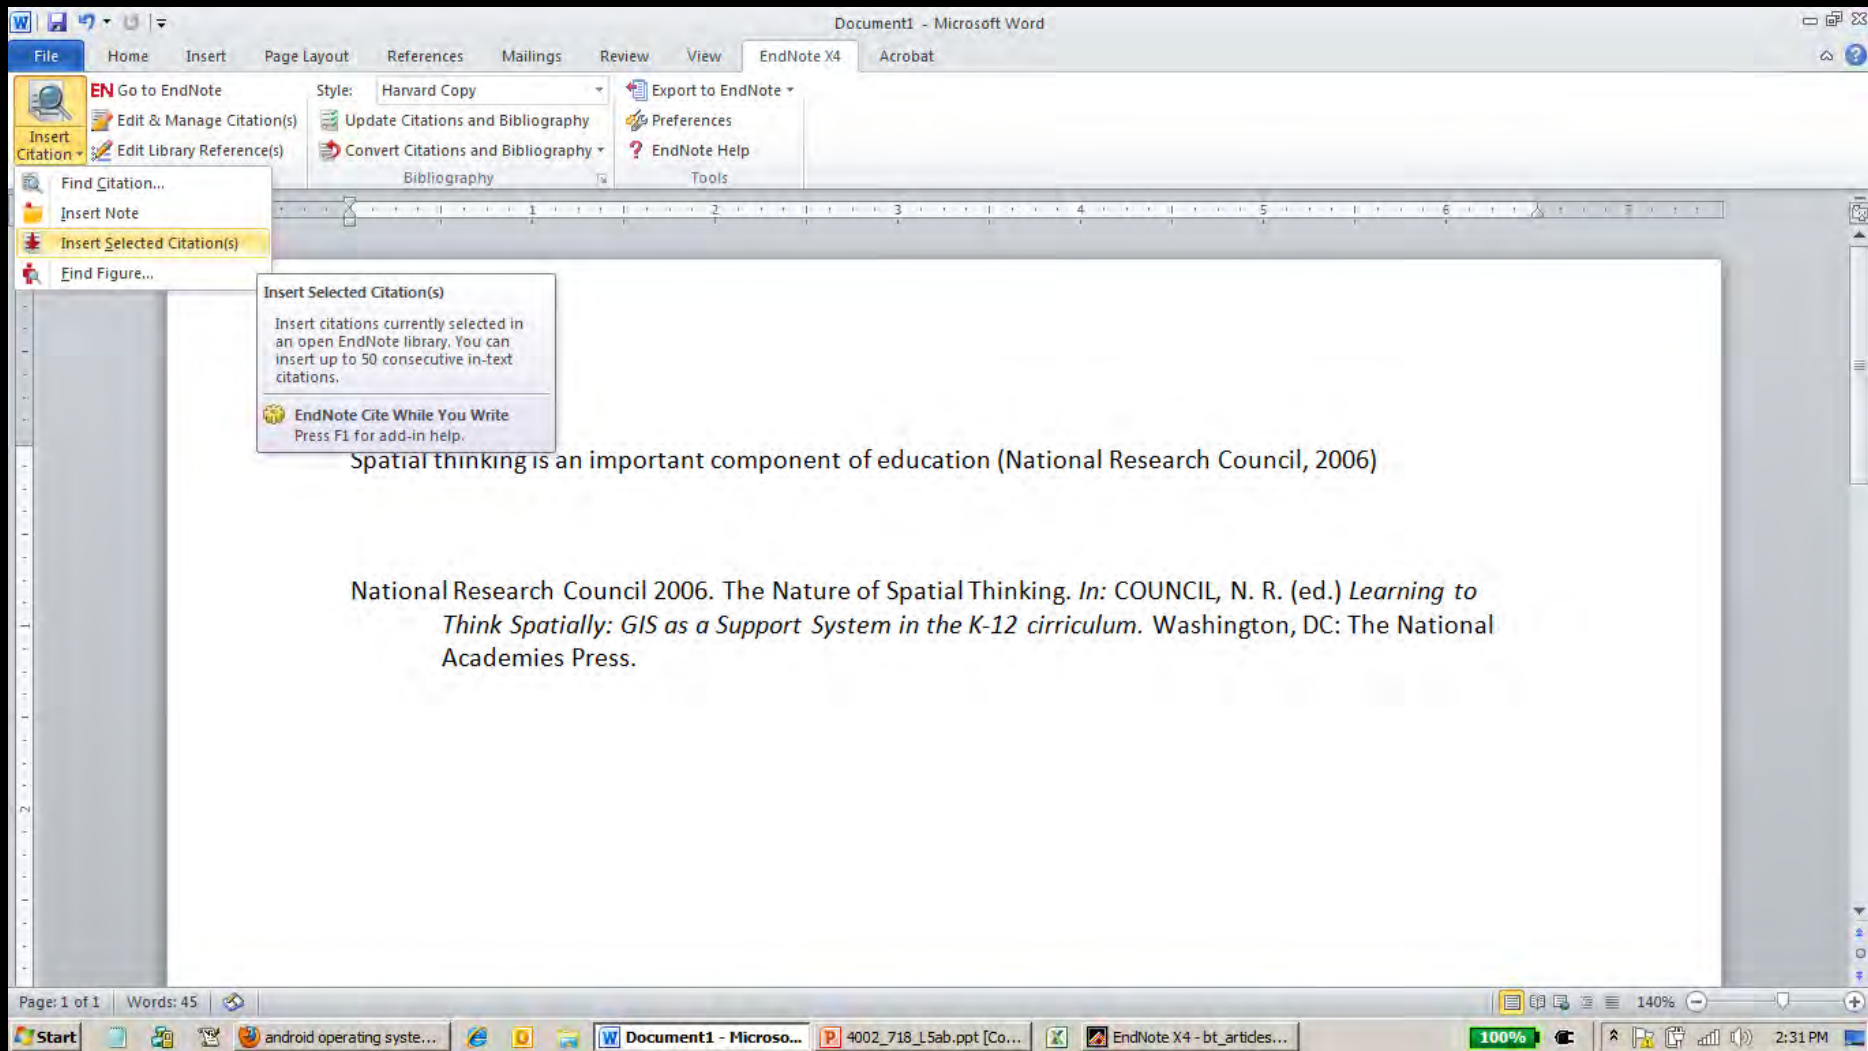 Document1 - Microsoft Word
File Home Insert Page Layout References Mailings Review View EndNote X4 Acrobat
Insert Citation
EN Go to EndNote
Edit & Manage Citation(s)
Edit Library Reference(s)
Style: Harvard Copy
Update Citations and Bibliography
Convert Citations and Bibliography
Bibliography
Export to EndNote
Preferences
EndNote Help
Tools
Find Citation...
Insert Note
Insert Selected Citation(s)
Find Figure...
1 2 3 4 5 6 7
Insert Selected Citation(s)
Insert citations currently selected in
an open EndNote library. You can
insert up to 50 consecutive in-text
citations.
EndNote Cite While You Write
Press F1 for add-in help.
Spatial thinking is an important component of education (National Research Council, 2006)
National Research Council 2006. The Nature of Spatial Thinking. In: COUNCIL, N. R. (ed.) Learning to
Think Spatially: GIS as a Support System in the K-12 cirriculum. Washington, DC: The National
Academies Press.
2
Page: 1 of 1 Words: 45 140%
Start android operating syste... Document1 - Microso... 4002_718_L5ab.ppt [Co... EndNote X4 - bt_articles... 100% 2:31 PM